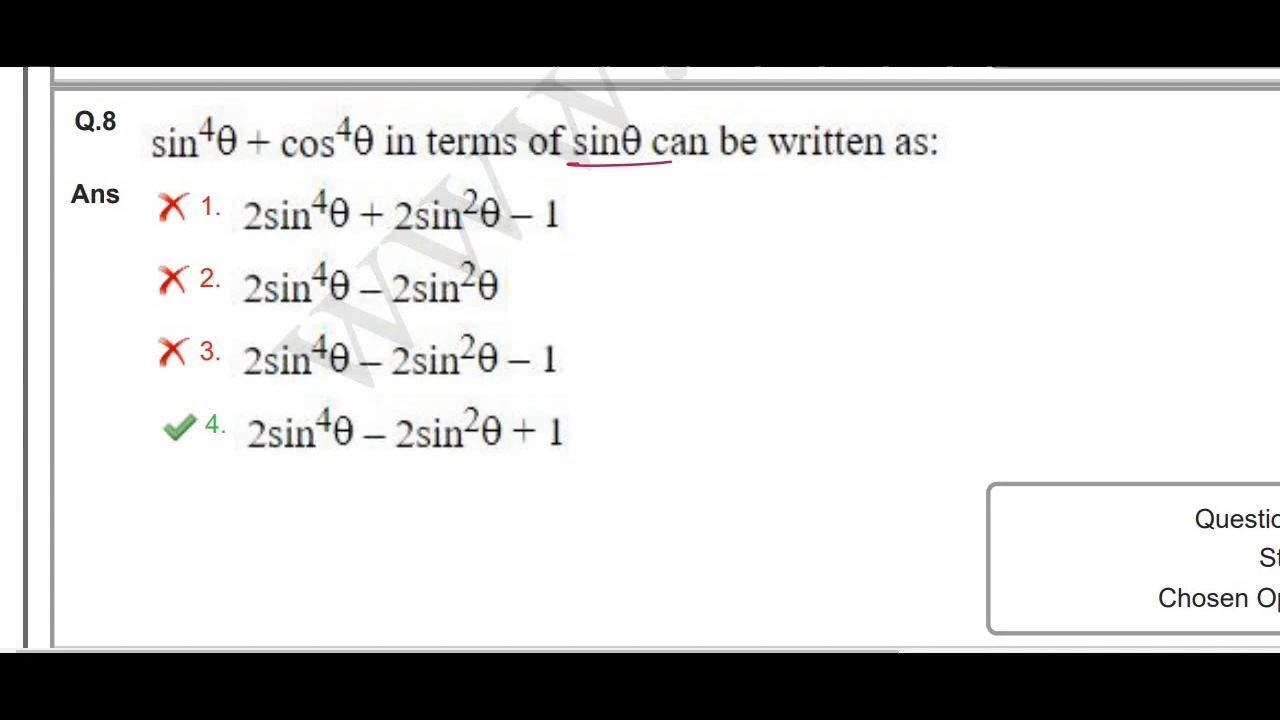 Q.8 sin⁴θ + cos⁴θ in terms of sinθ can be written as:
Ans 1. 2sin⁴θ + 2sin²θ – 1
2. 2sin⁴θ – 2sin²θ
3. 2sin⁴θ – 2sin²θ – 1
4. 2sin⁴θ – 2sin²θ + 1
www.
Questio
St
Chosen Op